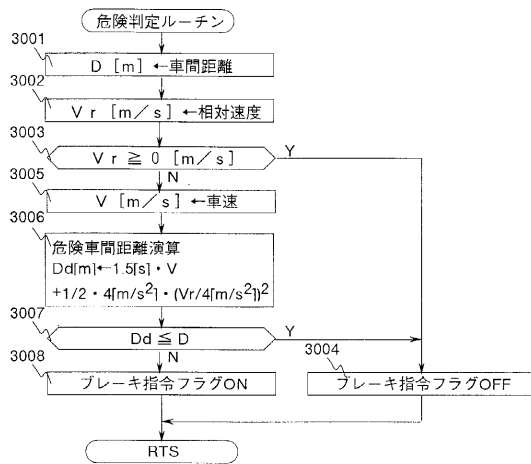 危険判定ルーチン
3001
D [m] ←車間距離
3002
Vr [m/s] ←相対速度
3003
Vr ≧ 0 [m/s]
Y
N
3005
V [m/s] ←車速
3006
危険車間距離演算
Dd[m]←1.5[s]・V
+1/2・4[m/s²]・(Vr/4[m/s²])²
3007
Dd ≦ D
Y
N
3008
ブレーキ指令フラグON
3004
ブレーキ指令フラグOFF
RTS